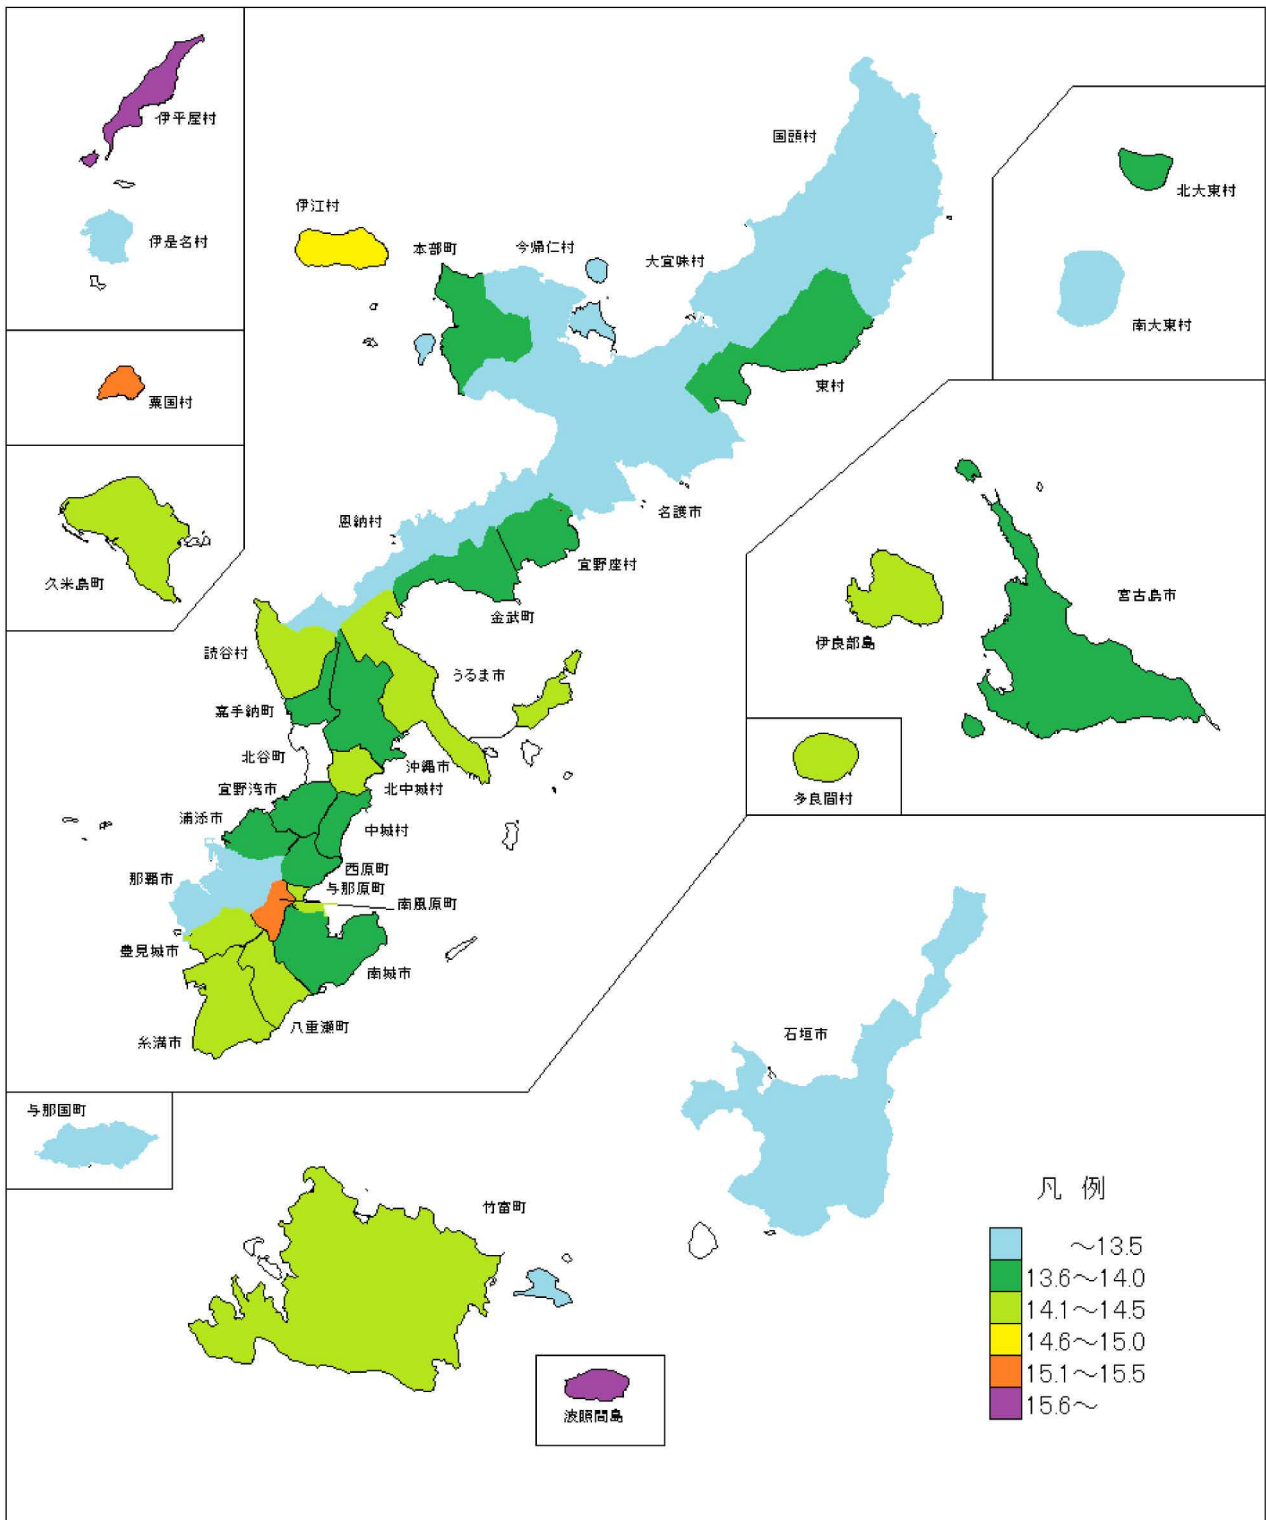 伊平屋村
伊是名村
粟国村
久米島町
国頭村
伊江村
本部町
今帰仁村
大宜味村
東村
名護市
恩納村
宜野座村
金武町
読谷村
うるま市
嘉手納町
北谷町
沖縄市
宜野湾市
北中城村
浦添市
中城村
西原町
那覇市
与那原町
南風原町
豊見城市
南城市
八重瀬町
糸満市
北大東村
南大東村
宮古島市
伊良部島
多良間村
与那国町
石垣市
竹富町
波照間島
凡 例
～13.5
13.6～14.0
14.1～14.5
14.6～15.0
15.1～15.5
15.6～